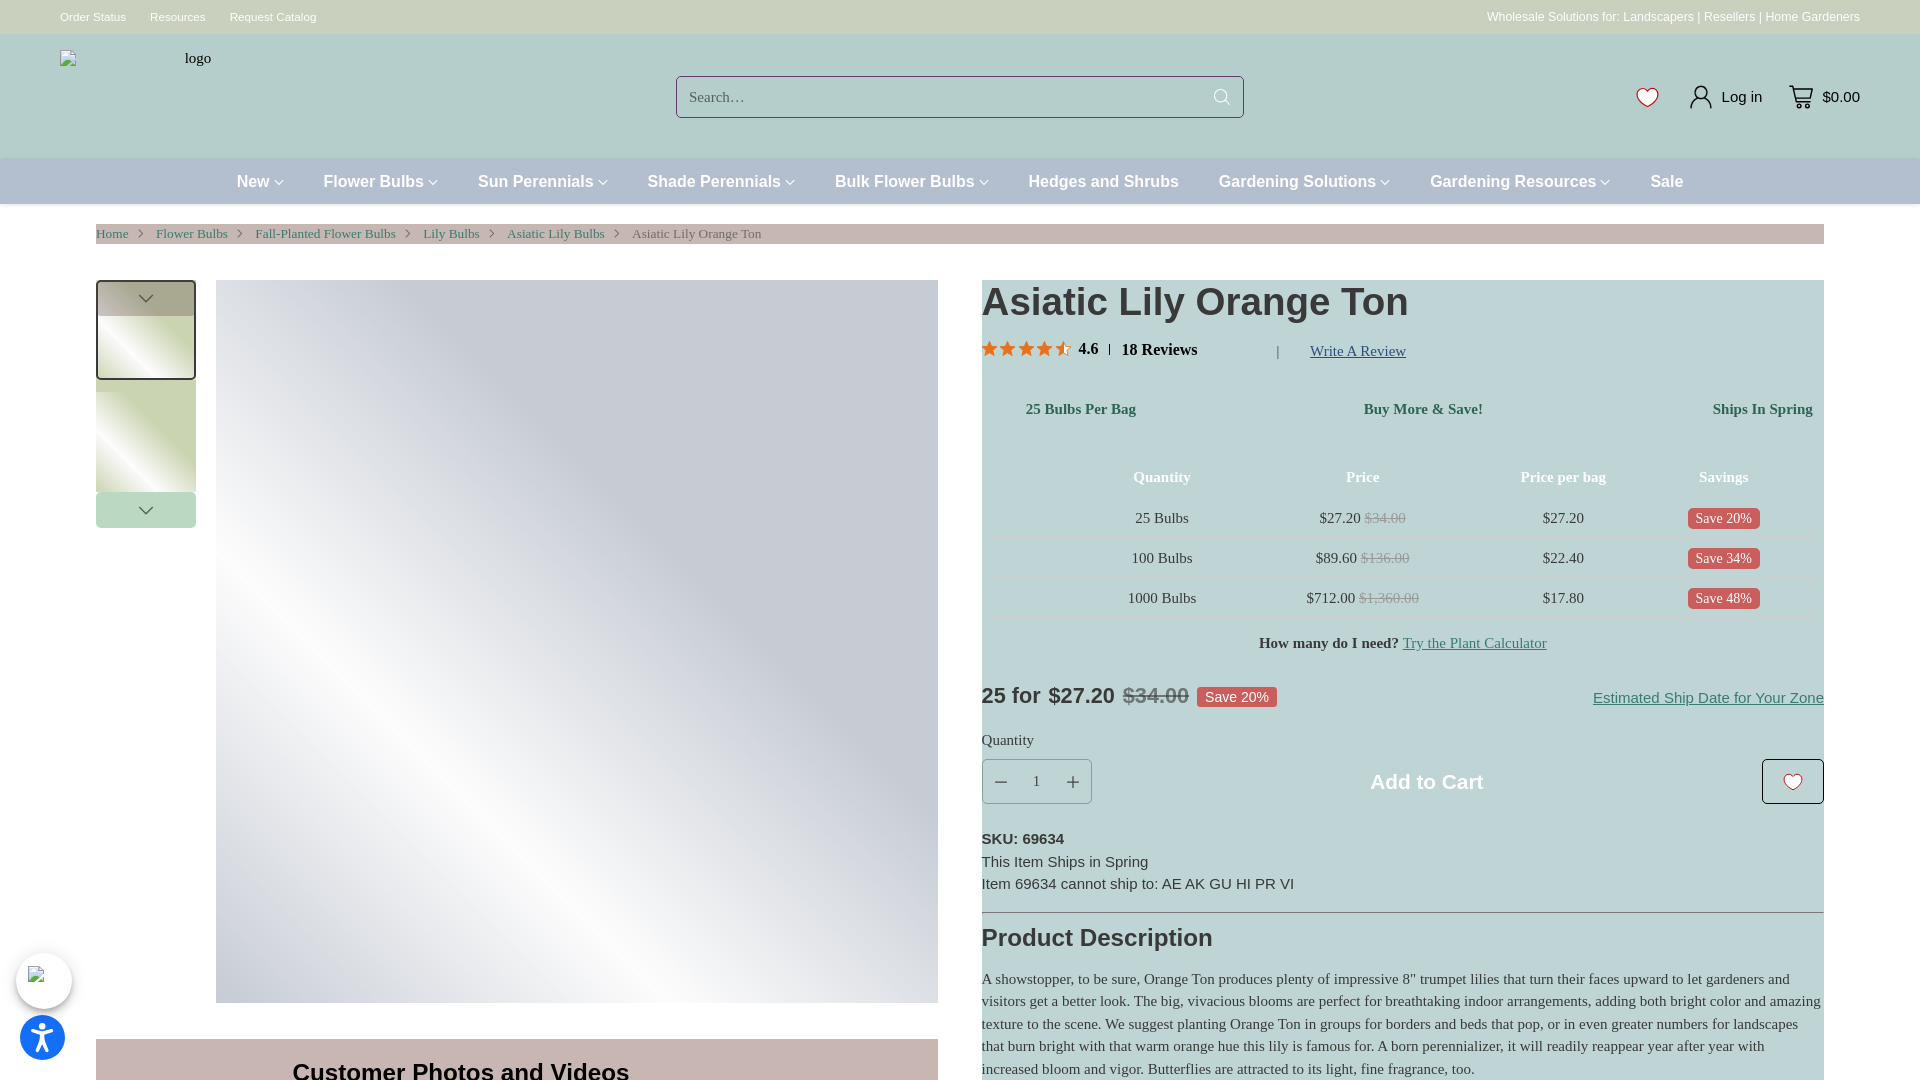 Order Status Resources Request Catalog
Wholesale Solutions for: Landscapers | Resellers | Home Gardeners
logo
Search…
Log in
$0.00
New Flower Bulbs Sun Perennials Shade Perennials Bulk Flower Bulbs Hedges and Shrubs Gardening Solutions Gardening Resources Sale
Home Flower Bulbs Fall-Planted Flower Bulbs Lily Bulbs Asiatic Lily Bulbs Asiatic Lily Orange Ton
Asiatic Lily Orange Ton
4.6 18 Reviews | Write A Review
25 Bulbs Per Bag Buy More & Save! Ships In Spring
Quantity Price Price per bag Savings
25 Bulbs $27.20 $34.00 $27.20 Save 20%
100 Bulbs $89.60 $136.00 $22.40 Save 34%
1000 Bulbs $712.00 $1,360.00 $17.80 Save 48%
How many do I need? Try the Plant Calculator
25 for $27.20 $34.00 Save 20%
Estimated Ship Date for Your Zone
Quantity
1
Add to Cart
SKU: 69634
This Item Ships in Spring
Item 69634 cannot ship to: AE AK GU HI PR VI
Product Description
A showstopper, to be sure, Orange Ton produces plenty of impressive 8" trumpet lilies that turn their faces upward to let gardeners and
visitors get a better look. The big, vivacious blooms are perfect for breathtaking indoor arrangements, adding both bright color and amazing
texture to the scene. We suggest planting Orange Ton in groups for borders and beds that pop, or in even greater numbers for landscapes
that burn bright with that warm orange hue this lily is famous for. A born perennializer, it will readily reappear year after year with
increased bloom and vigor. Butterflies are attracted to its light, fine fragrance, too.
Customer Photos and Videos